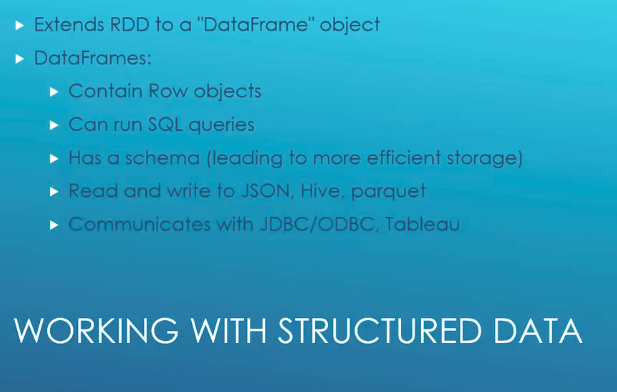 Extends RDD to a "DataFrame" object
DataFrames:
Contain Row objects
Can run SQL queries
Has a schema (leading to more efficient storage)
Read and write to JSON, Hive, parquet
Communicates with JDBC/ODBC, Tableau
WORKING WITH STRUCTURED DATA